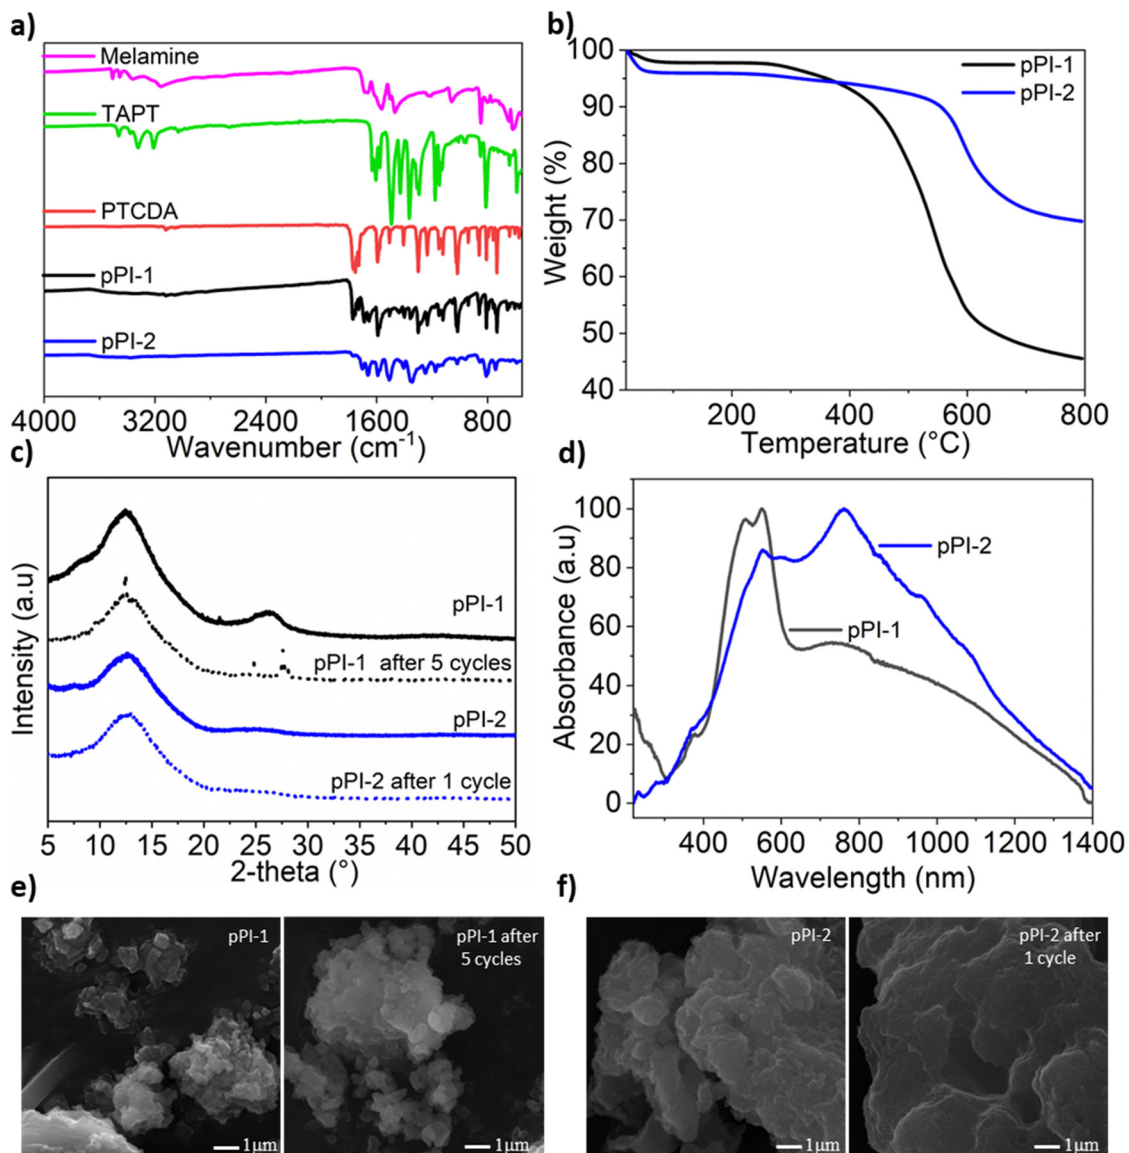 a)
Melamine
TAPT
PTCDA
pPI-1
pPI-2
4000 3200 2400 1600 800
Wavenumber (cm⁻¹)
b)
100
90
80
70
60
50
40
pPI-1
pPI-2
200 400 600 800
Temperature (°C)
Weight (%)
c)
Intensity (a.u)
pPI-1
pPI-1 after 5 cycles
pPI-2
pPI-2 after 1 cycle
5 10 15 20 25 30 35 40 45 50
2-theta (°)
d)
Absorbance (a.u)
100
80
60
40
20
0
pPI-2
pPI-1
400 600 800 1000 1200 1400
Wavelength (nm)
e)
pPI-1
1µm
pPI-1 after
5 cycles
1µm
f)
pPI-2
1µm
pPI-2 after
1 cycle
1µm